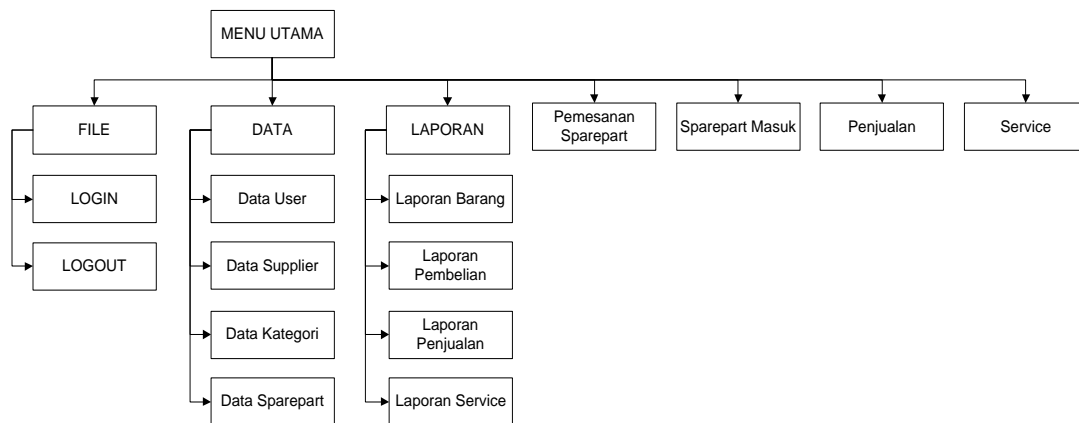 MENU UTAMA
FILE
DATA
LAPORAN
Pemesanan
Sparepart
Sparepart Masuk
Penjualan
Service
LOGIN
Data User
Laporan Barang
LOGOUT
Data Supplier
Laporan
Pembelian
Data Kategori
Laporan
Penjualan
Data Sparepart
Laporan Service